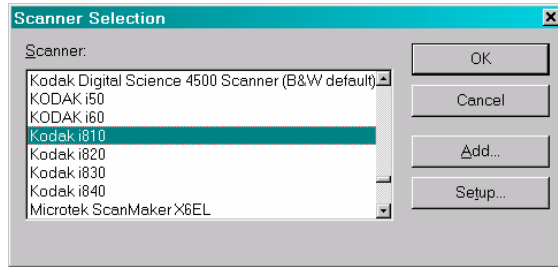 Scanner Selection
Scanner:
Kodak Digital Science 4500 Scanner (B&W default)
KODAK i50
KODAK i60
Kodak i810
Kodak i820
Kodak i830
Kodak i840
Microtek ScanMaker X6EL
OK
Cancel
Add...
Setup...